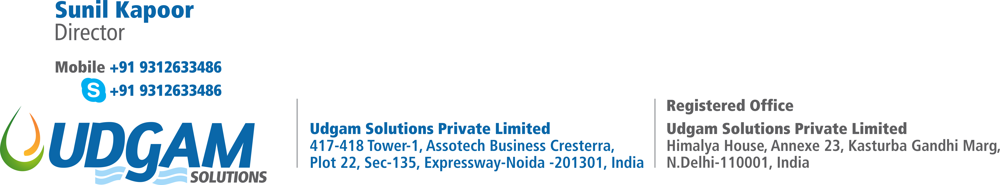 Sunil Kapoor
Director
Mobile +91 9312633486
S +91 9312633486
UDGAM
SOLUTIONS
Udgam Solutions Private Limited
417-418 Tower-1, Assotech Business Cresterra,
Plot 22, Sec-135, Expressway-Noida -201301, India
Registered Office
Udgam Solutions Private Limited
Himalya House, Annexe 23, Kasturba Gandhi Marg,
N.Delhi-110001, India